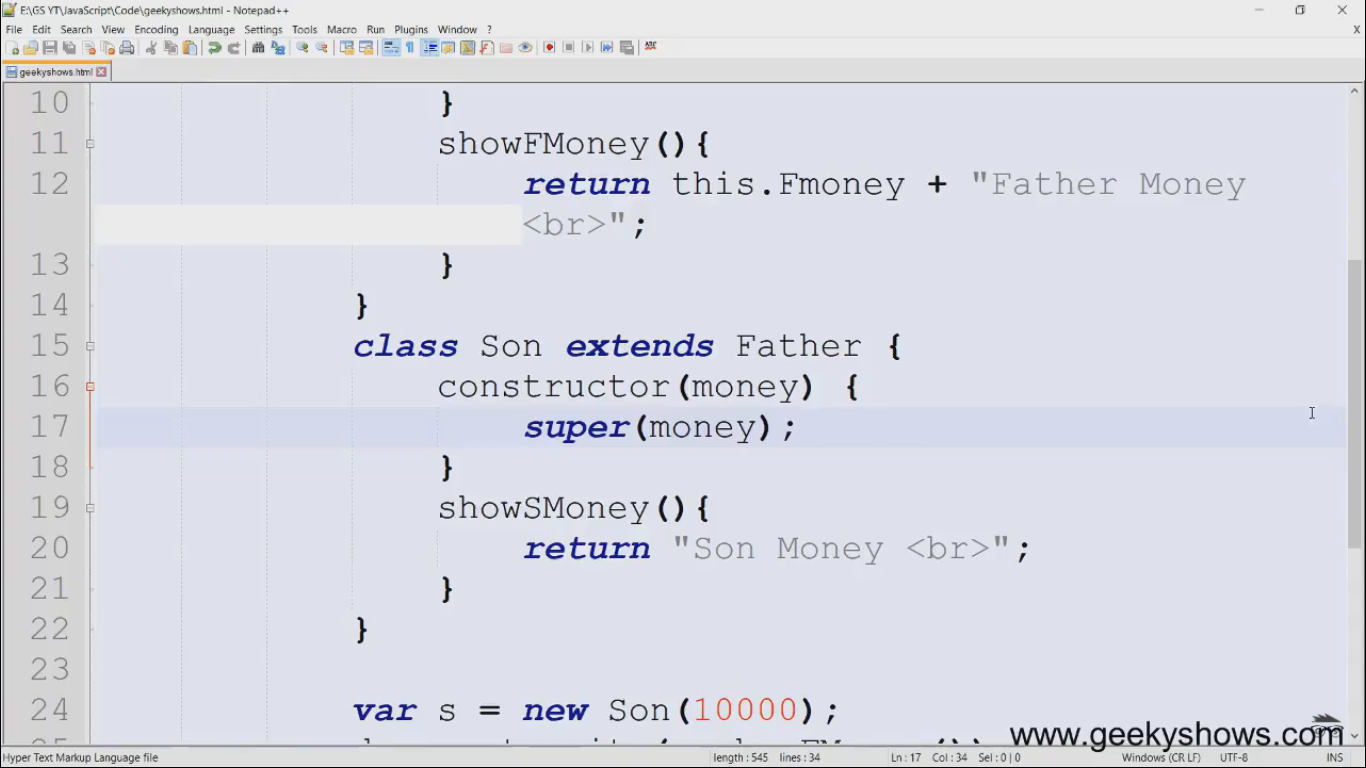 E:\GS YT\JavaScript\Code\geekyshows.html - Notepad++
File Edit Search View Encoding Language Settings Tools Macro Run Plugins Window ? X
geekyshows.html
10 }
11 showFMoney(){
12 return this.Fmoney + "Father Money
<br>";
13 }
14 }
15 class Son extends Father {
16 constructor(money) {
17 super(money);
18 }
19 showSMoney(){
20 return "Son Money <br>";
21 }
22 }
23
24 var s = new Son(10000);
www.geekyshows.com
Hyper Text Markup Language file length : 545 lines : 34 Ln : 17 Col : 34 Sel : 0 | 0 Windows (CR LF) UTF-8 INS